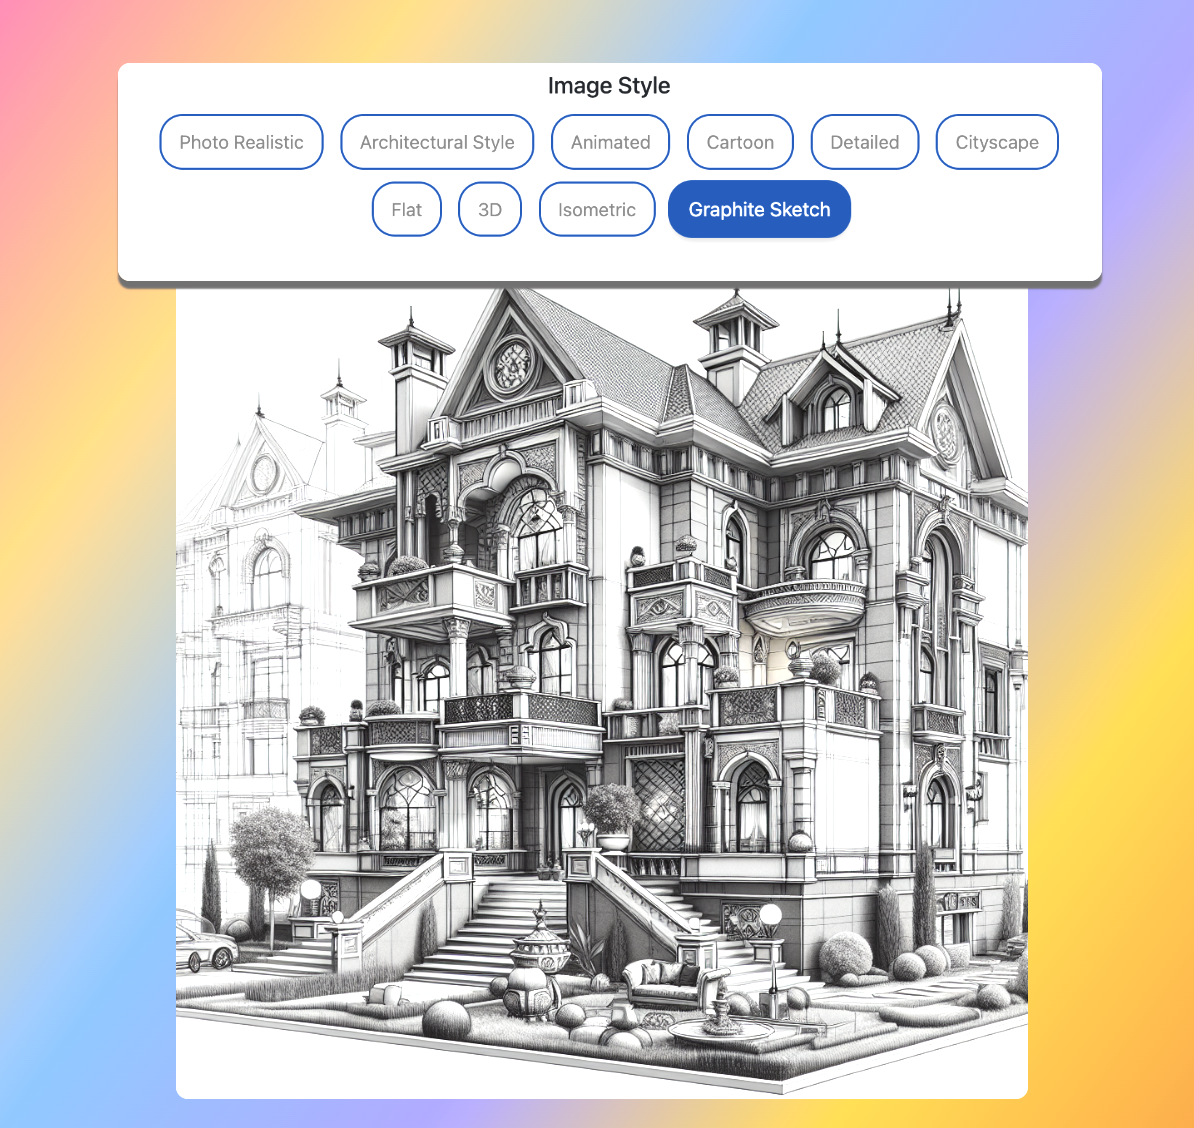 Image Style
Photo Realistic Architectural Style Animated Cartoon Detailed Cityscape
Flat 3D Isometric Graphite Sketch